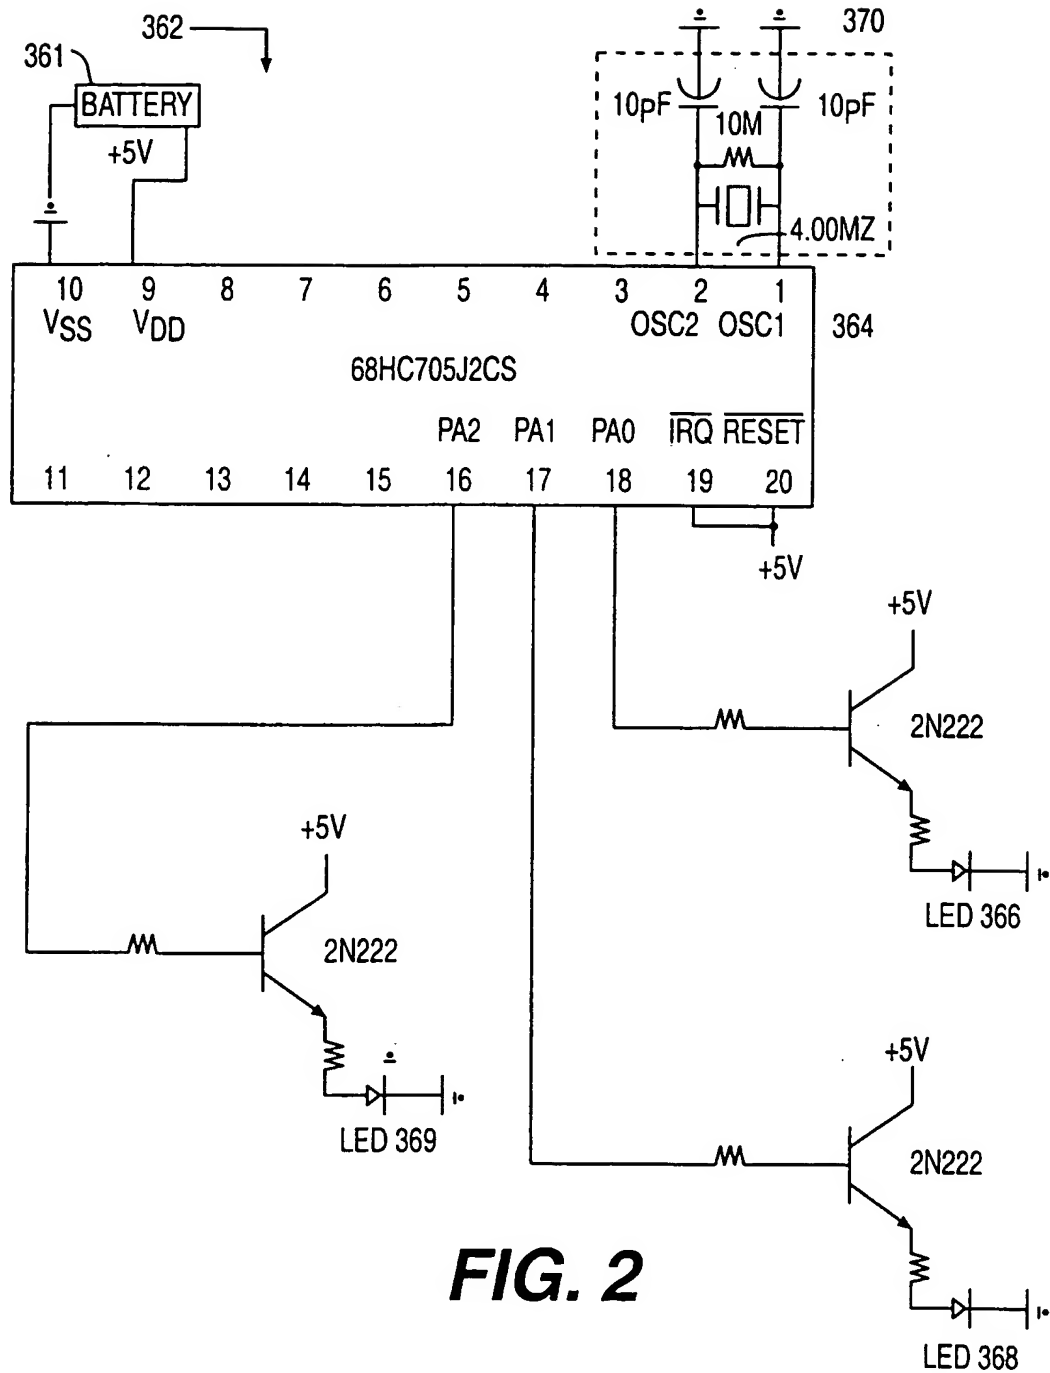 362
370
361
BATTERY
+5V
10pF
10M
10pF
4.00MZ
10 9 8 7 6 5 4 3 2 1
VSS VDD OSC2 OSC1
364
68HC705J2CS
PA2 PA1 PA0 IRQ RESET
11 12 13 14 15 16 17 18 19 20
+5V
+5V
2N222
LED 366
+5V
2N222
LED 369
+5V
2N222
LED 368
FIG. 2